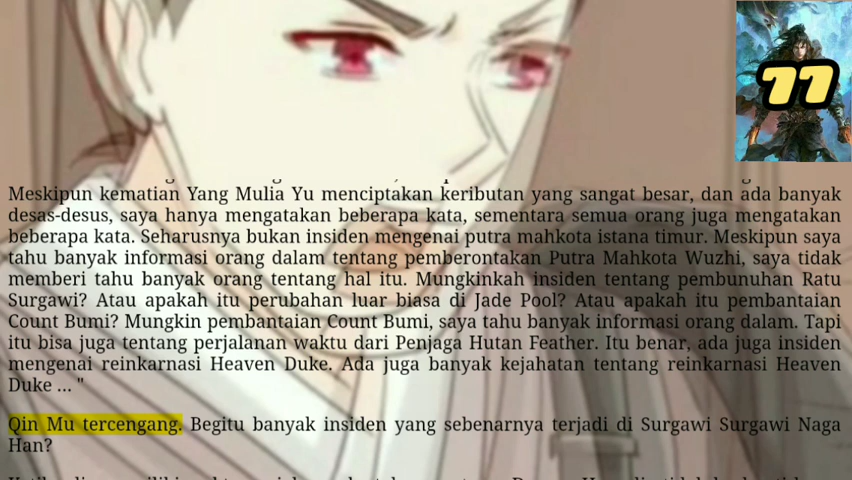 77
Meskipun kematian Yang Mulia Yu menciptakan keributan yang sangat besar, dan ada banyak
desas-desus, saya hanya mengatakan beberapa kata, sementara semua orang juga mengatakan
beberapa kata. Seharusnya bukan insiden mengenai putra mahkota istana timur. Meskipun saya
tahu banyak informasi orang dalam tentang pemberontakan Putra Mahkota Wuzhi, saya tidak
memberi tahu banyak orang tentang hal itu. Mungkinkah insiden tentang pembunuhan Ratu
Surgawi? Atau apakah itu perubahan luar biasa di Jade Pool? Atau apakah itu pembantaian
Count Bumi? Mungkin pembantaian Count Bumi, saya tahu banyak informasi orang dalam. Tapi
itu bisa juga tentang perjalanan waktu dari Penjaga Hutan Feather. Itu benar, ada juga insiden
mengenai reinkarnasi Heaven Duke. Ada juga banyak kejahatan tentang reinkarnasi Heaven
Duke ... "
Qin Mu tercengang. Begitu banyak insiden yang sebenarnya terjadi di Surgawi Surgawi Naga
Han?